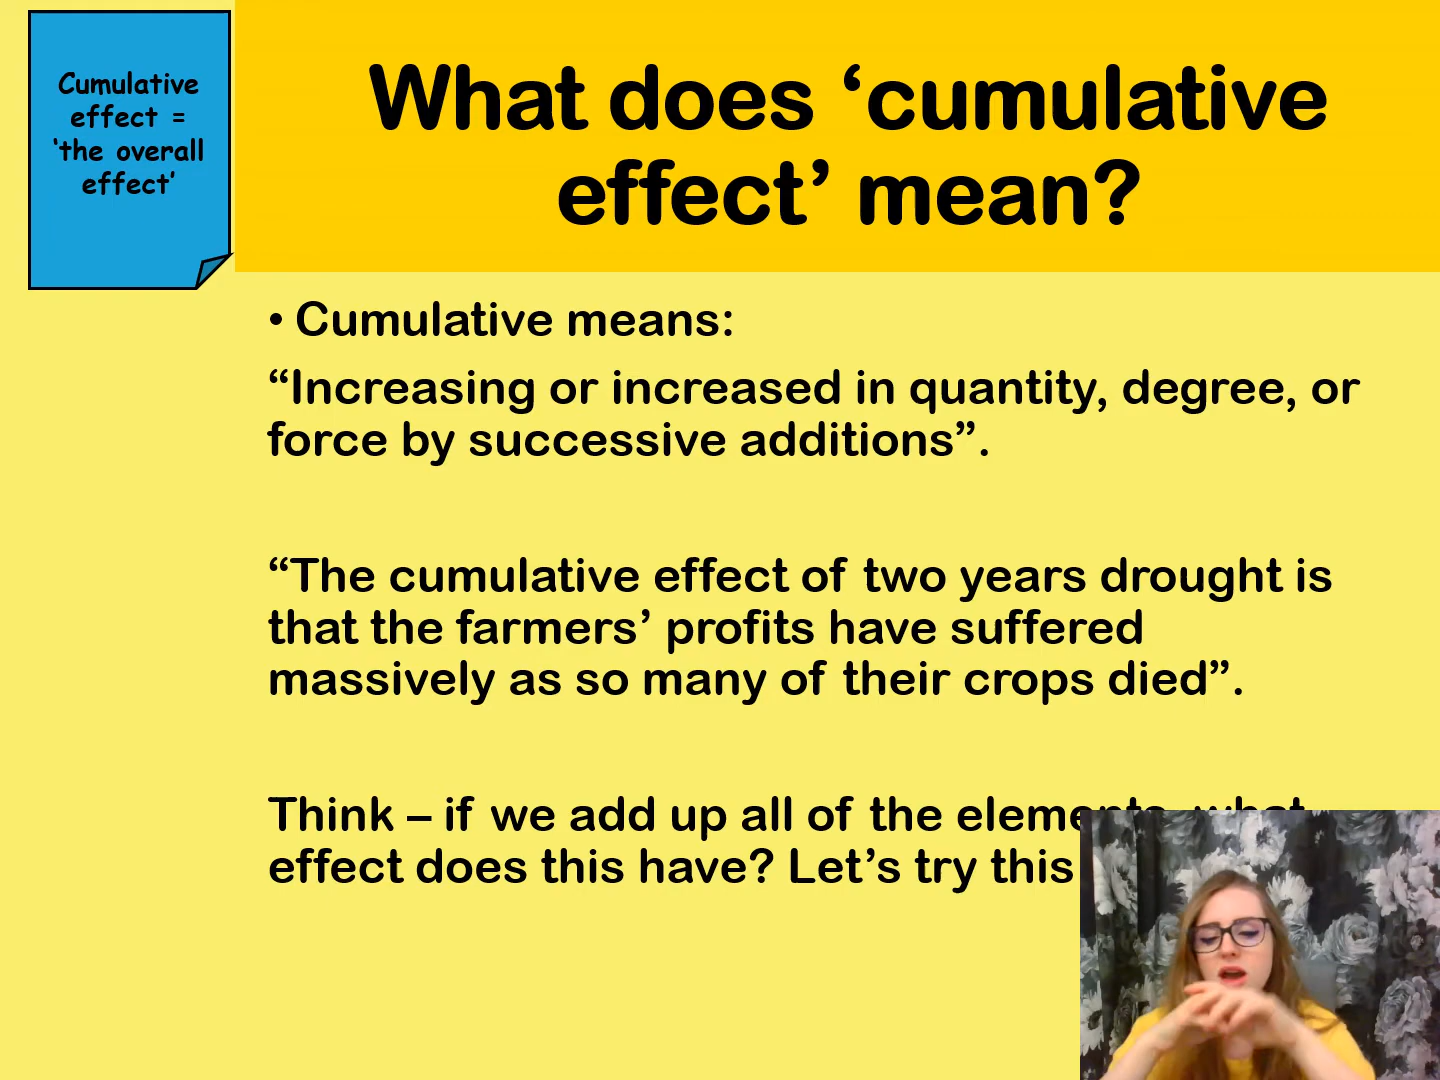 Cumulative
effect =
‘the overall
effect’
What does ‘cumulative
effect’ mean?
• Cumulative means:
“Increasing or increased in quantity, degree, or
force by successive additions”.
“The cumulative effect of two years drought is
that the farmers’ profits have suffered
massively as so many of their crops died”.
Think – if we add up all of the elements, what
effect does this have? Let’s try this